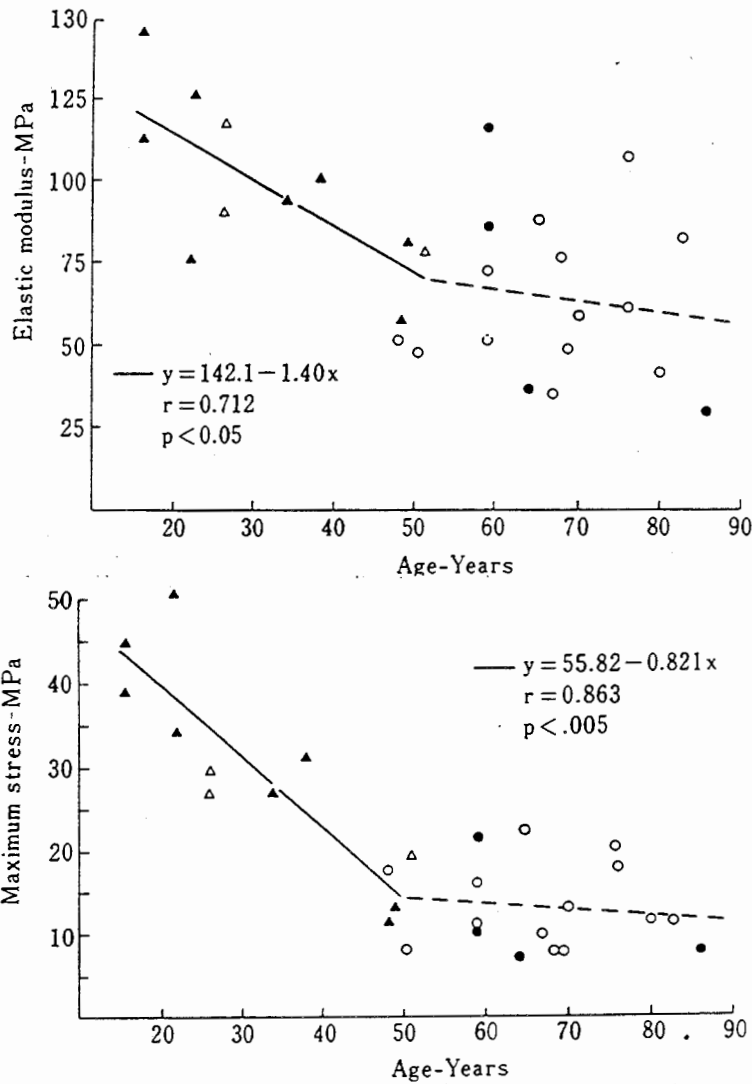 Elastic modulus-MPa
130
125
100
75
50
25
y=142.1−1.40x
r=0.712
p<0.05
20 30 40 50 60 70 80 90
Age-Years
Maximum stress-MPa
50
40
30
20
10
y=55.82−0.821x
r=0.863
p<.005
20 30 40 50 60 70 80 90
Age-Years